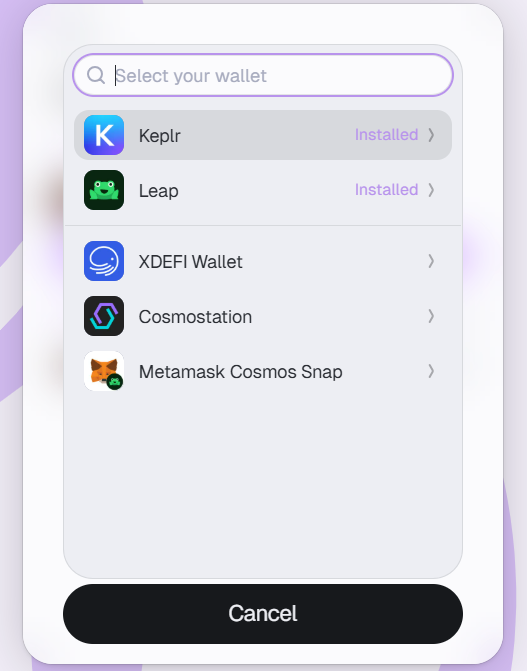 Select your wallet
K Keplr Installed
Leap Installed
XDEFI Wallet
Cosmostation
Metamask Cosmos Snap
Cancel